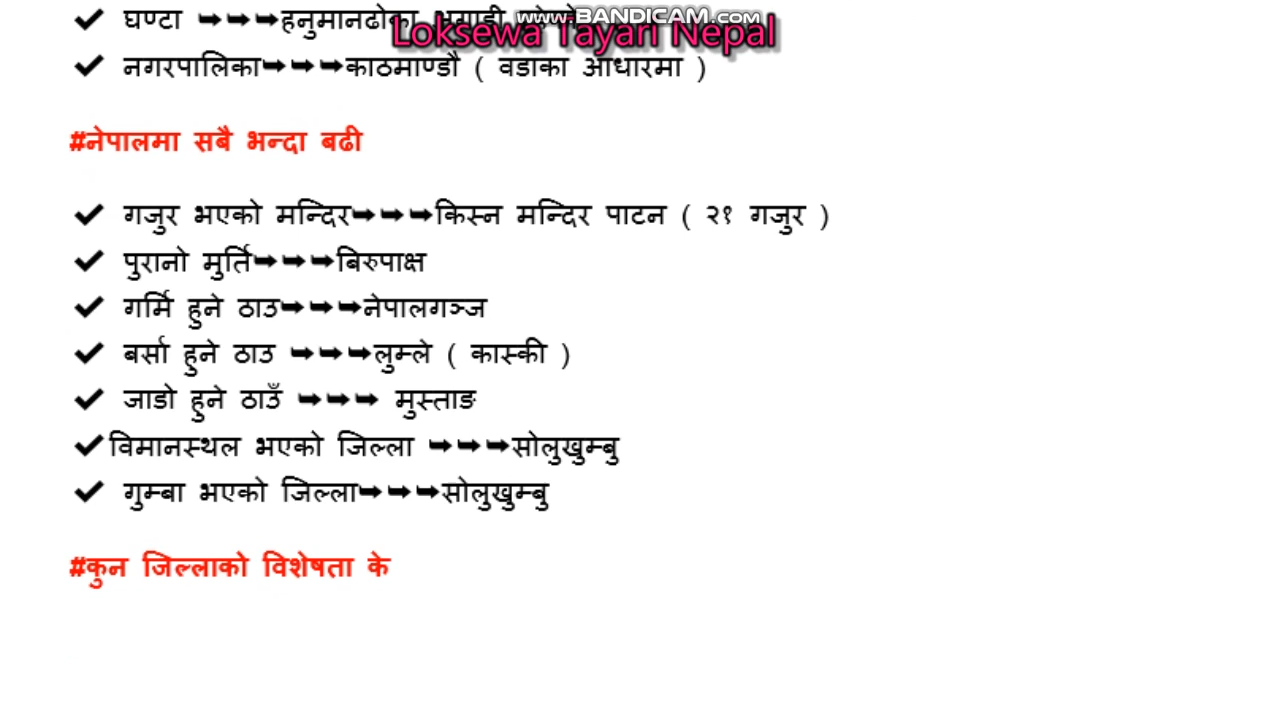 www.BANDICAM.com
Loksewa Tayari Nepal
✔ घण्टा ➥➥➥हनुमानढोका
✔ नगरपालिका➥➥➥काठमाण्डौ ( वडाका आधारमा )
#नेपालमा सबै भन्दा बढी
✔ गजुर भएको मन्दिर➥➥➥किस्न मन्दिर पाटन ( २१ गजुर )
✔ पुरानो मुर्ति➥➥➥बिरुपाक्ष
✔ गर्मि हुने ठाउ➥➥➥नेपालगञ्ज
✔ बर्सा हुने ठाउ ➥➥➥लुम्ले ( कास्की )
✔ जाडो हुने ठाउँ ➥➥➥ मुस्ताङ
✔विमानस्थल भएको जिल्ला ➥➥➥सोलुखुम्बु
✔ गुम्बा भएको जिल्ला➥➥➥सोलुखुम्बु
#कुन जिल्लाको विशेषता के